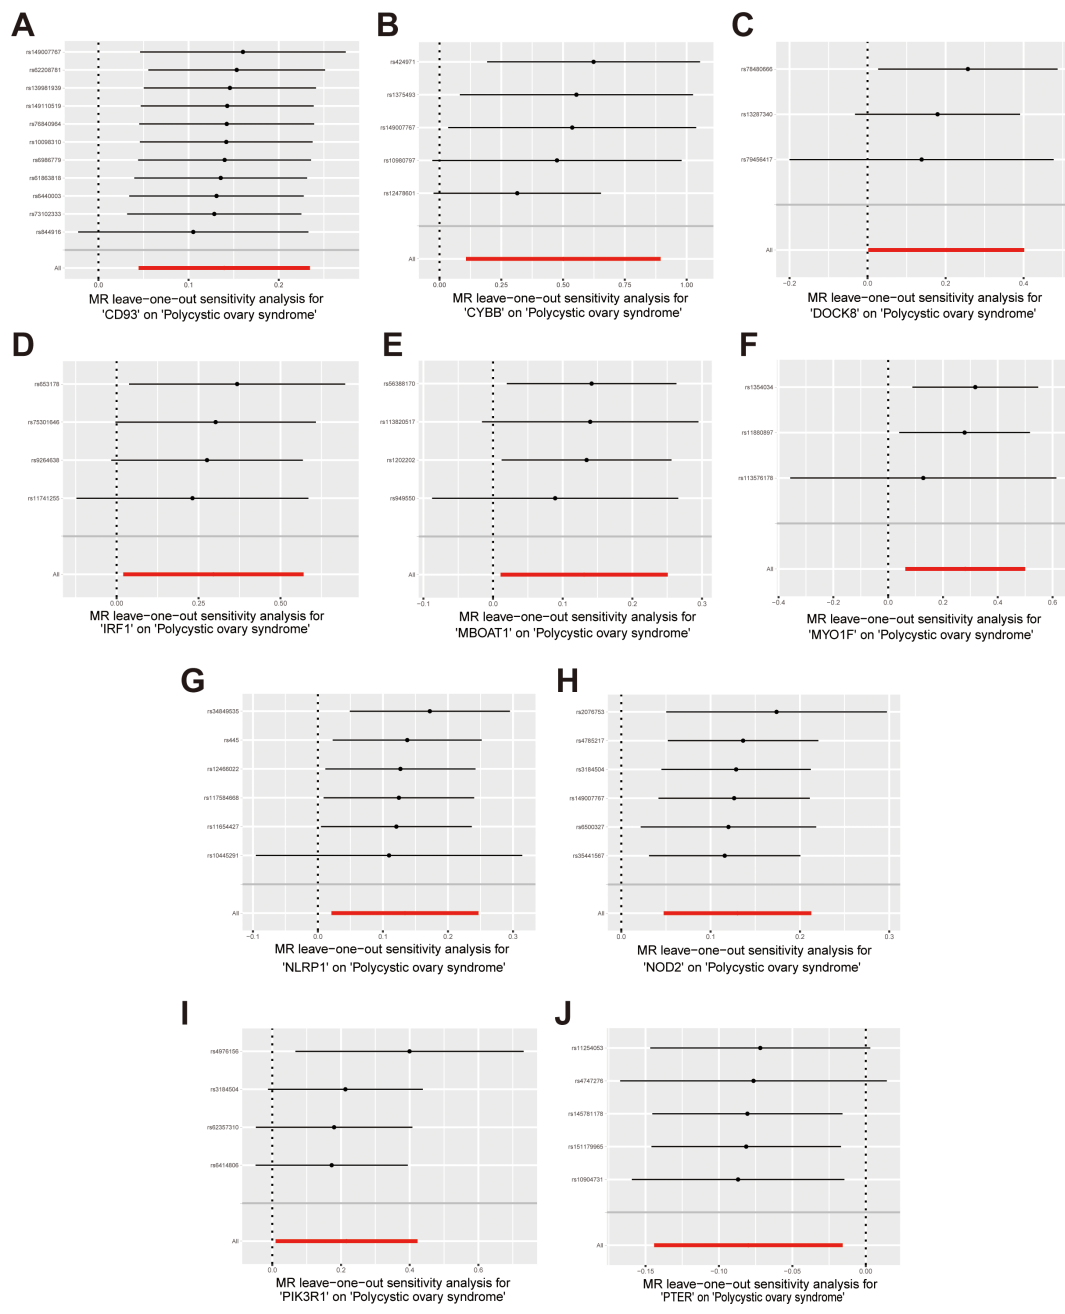 A
rs149007767
rs62208781
rs139981939
rs149110519
rs76840964
rs10098310
rs6986779
rs61863818
rs6440003
rs73102333
rs844916
All
0.0 0.1 0.2
MR leave−one−out sensitivity analysis for
'CD93' on 'Polycystic ovary syndrome'
B
rs424971
rs1375493
rs149007767
rs10980797
rs12478601
All
0.00 0.25 0.50 0.75 1.00
MR leave−one−out sensitivity analysis for
'CYBB' on 'Polycystic ovary syndrome'
C
rs78480666
rs13287340
rs79456417
All
−0.2 0.0 0.2 0.4
MR leave−one−out sensitivity analysis for
'DOCK8' on 'Polycystic ovary syndrome'
D
rs653178
rs75301646
rs9264638
rs11741255
All
0.00 0.25 0.50
MR leave−one−out sensitivity analysis for
'IRF1' on 'Polycystic ovary syndrome'
E
rs56388170
rs113820517
rs1202202
rs949550
All
−0.1 0.0 0.1 0.2 0.3
MR leave−one−out sensitivity analysis for
'MBOAT1' on 'Polycystic ovary syndrome'
F
rs1354034
rs11880897
rs113576178
All
−0.4 −0.2 0.0 0.2 0.4 0.6
MR leave−one−out sensitivity analysis for
'MYO1F' on 'Polycystic ovary syndrome'
G
rs34849535
rs445
rs12466022
rs117584668
rs11654427
rs10445291
All
−0.1 0.0 0.1 0.2 0.3
MR leave−one−out sensitivity analysis for
'NLRP1' on 'Polycystic ovary syndrome'
H
rs2076753
rs4785217
rs3184504
rs149007767
rs6500327
rs35441567
All
0.0 0.1 0.2 0.3
MR leave−one−out sensitivity analysis for
'NOD2' on 'Polycystic ovary syndrome'
I
rs4976156
rs3184504
rs62357310
rs6414806
All
0.0 0.2 0.4 0.6
MR leave−one−out sensitivity analysis for
'PIK3R1' on 'Polycystic ovary syndrome'
J
rs11254053
rs4747276
rs145781178
rs151179965
rs10904731
All
−0.15 −0.10 −0.05 0.00
MR leave−one−out sensitivity analysis for
'PTER' on 'Polycystic ovary syndrome'